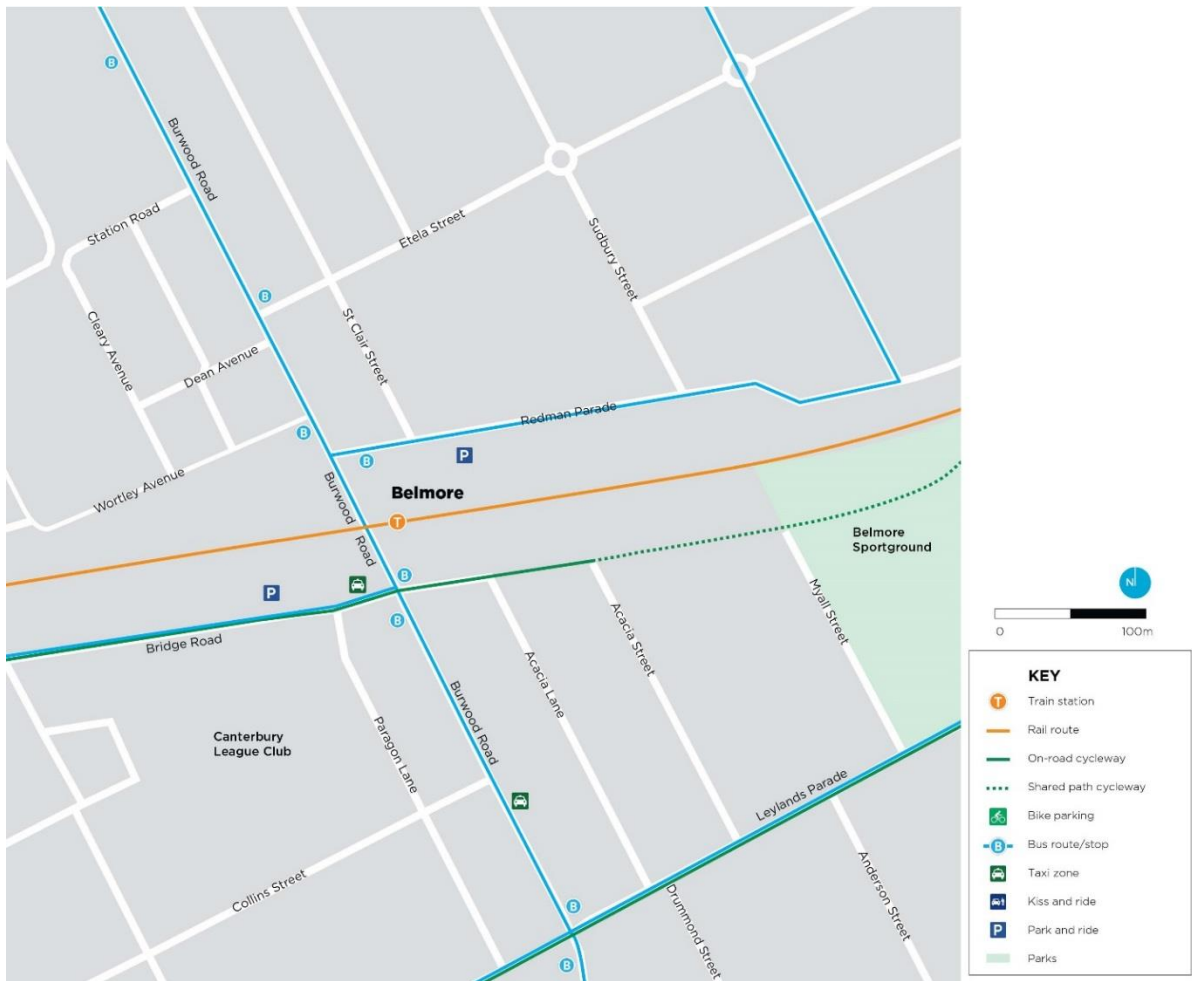 B
Burwood Road
Station Road
Etela Street
Sudbury Street
B
Cleary Avenue
St Clair Street
Dean Avenue
Redman Parade
B
B
P
Wortley Avenue
Burwood Road
Belmore
T
Belmore
Sportground
B
P
Myall Street
Acacia Street
B
Bridge Road
Acacia Lane
Burwood Road
Canterbury
League Club
Paragon Lane
Leylands Parade
Collins Street
Drummond Street
Anderson Street
B
B
N
0 100m
KEY
T Train station
Rail route
On-road cycleway
Shared path cycleway
Bike parking
B Bus route/stop
Taxi zone
Kiss and ride
P Park and ride
Parks